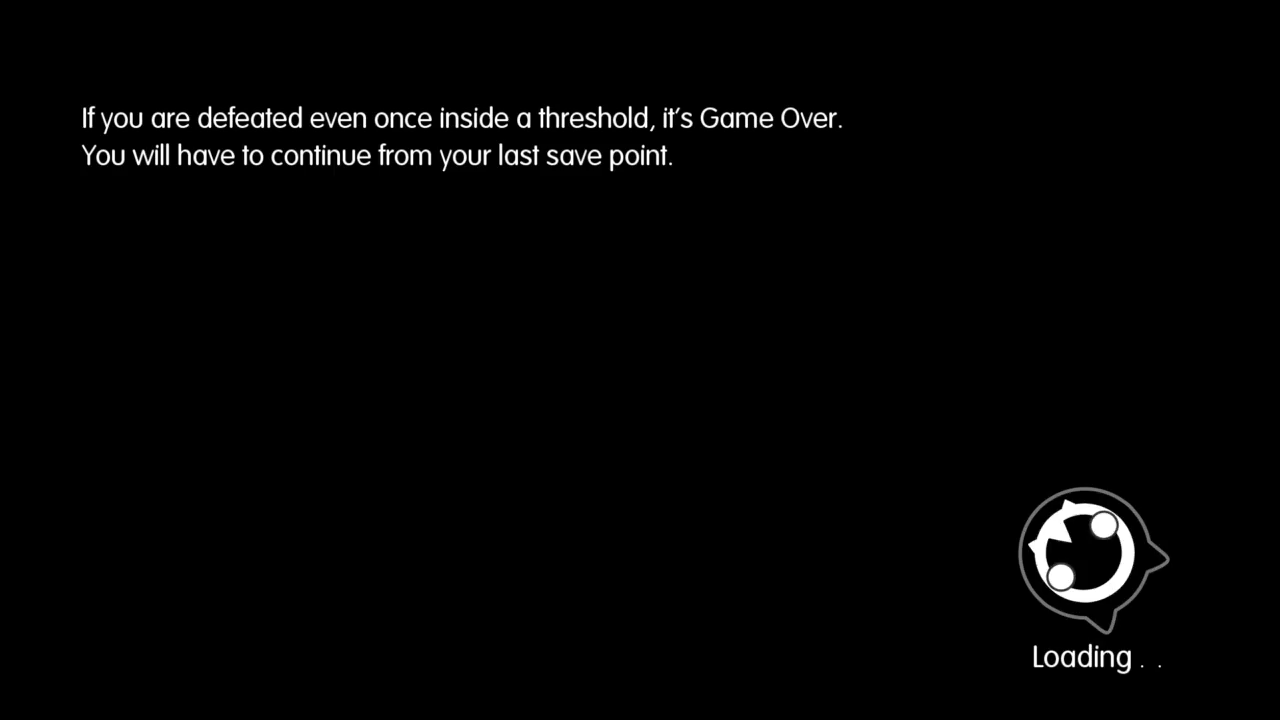 If you are defeated even once inside a threshold, it's Game Over.
You will have to continue from your last save point.
Loading . .